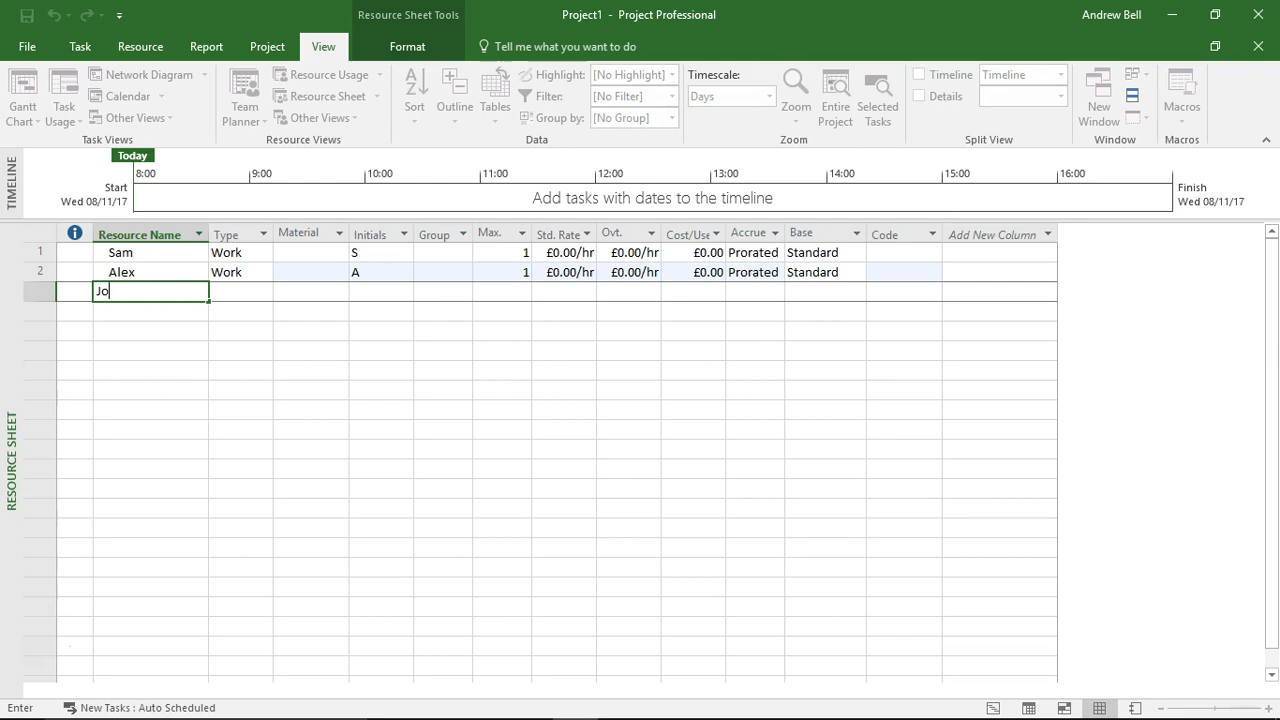 Resource Sheet Tools
Project1 - Project Professional
Andrew Bell
File Task Resource Report Project View Format Tell me what you want to do
Gantt Chart
Task Usage
Network Diagram
Calendar
Other Views
Task Views
Team Planner
Resource Usage
Resource Sheet
Other Views
Resource Views
Sort
Outline
Tables
Highlight: [No Highlight]
Filter: [No Filter]
Group by: [No Group]
Data
Timescale:
Days
Zoom
Entire Project
Selected Tasks
Zoom
Timeline Timeline
Details
Split View
New Window
Window
Macros
Macros
TIMELINE
Today
8:00 9:00 10:00 11:00 12:00 13:00 14:00 15:00 16:00
Start
Wed 08/11/17
Add tasks with dates to the timeline
Finish
Wed 08/11/17
RESOURCE SHEET
Resource Name Type Material Initials Group Max. Std. Rate Ovt. Cost/Use Accrue Base Code Add New Column
1 Sam Work S 1 £0.00/hr £0.00/hr £0.00 Prorated Standard
2 Alex Work A 1 £0.00/hr £0.00/hr £0.00 Prorated Standard
Jo
Enter New Tasks : Auto Scheduled